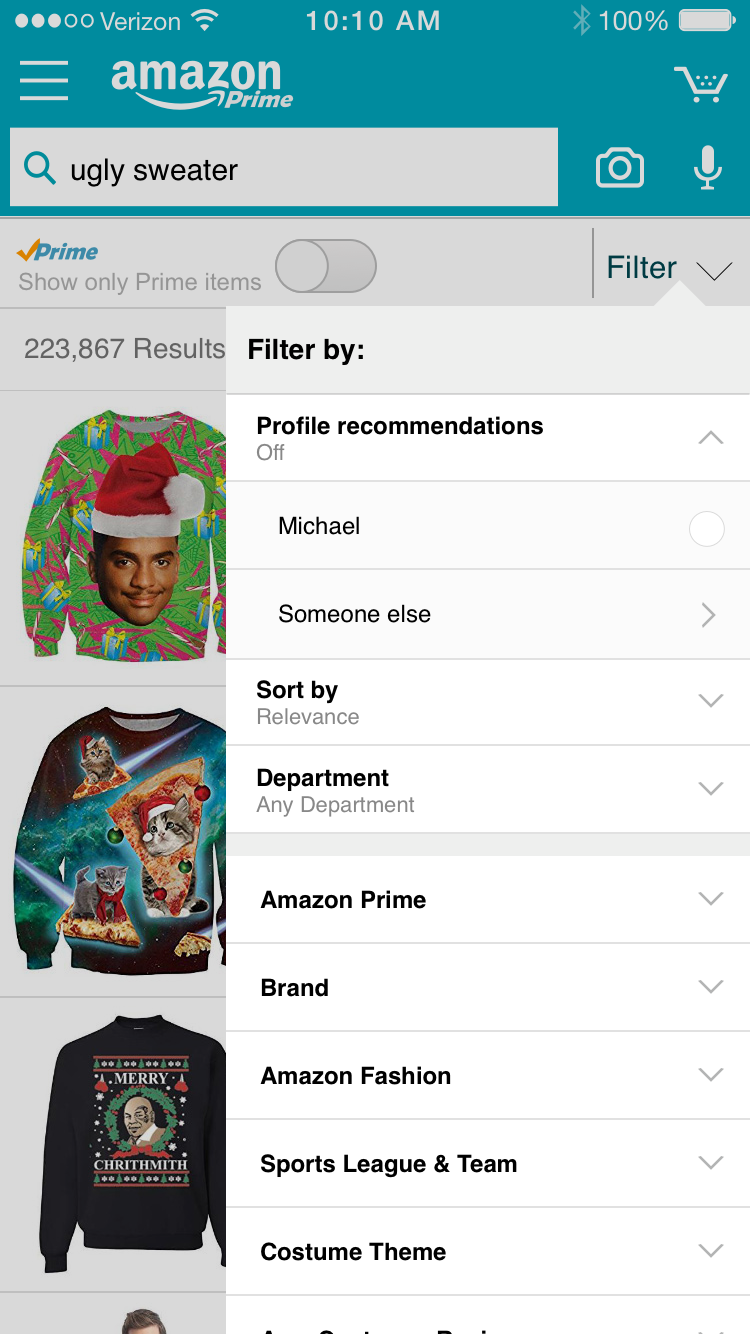 Verizon 10:10 AM 100%
amazon
Prime
ugly sweater
Prime
Show only Prime items
Filter
223,867 Results
Filter by:
Profile recommendations
Off
Michael
Someone else
Sort by
Relevance
Department
Any Department
Amazon Prime
Brand
Amazon Fashion
MERRY
CHRITHMITH
Sports League & Team
Costume Theme